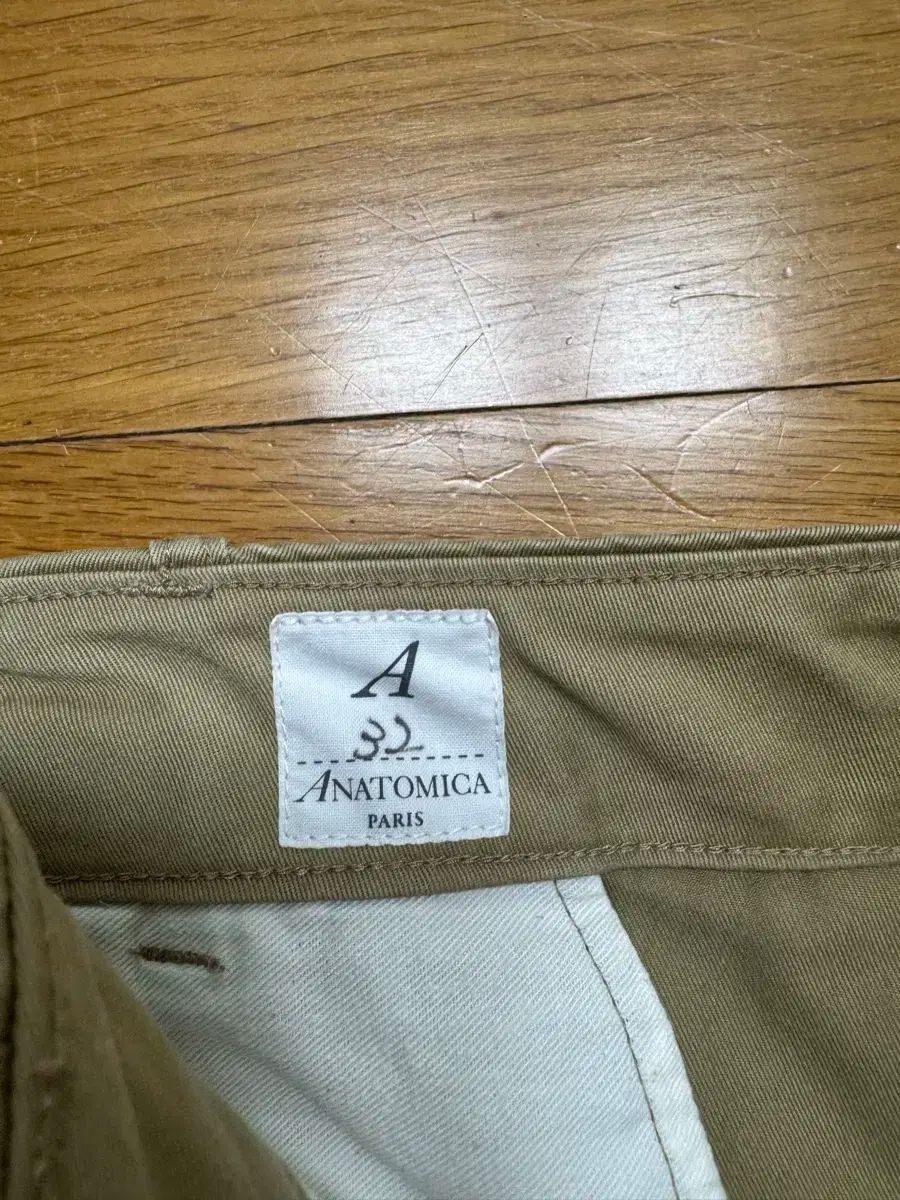 A
32
ANATOMICA
PARIS